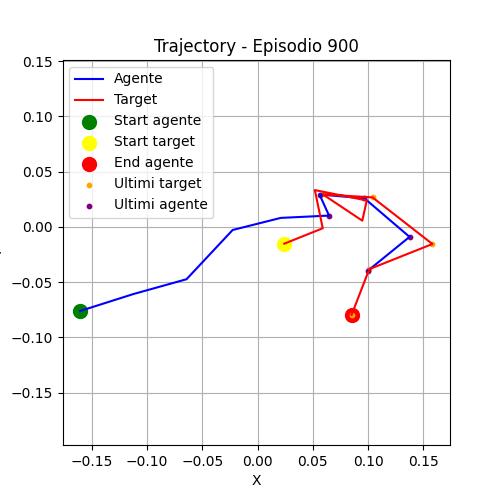 Trajectory - Episodio 900
0.15
0.10
0.05
0.00
−0.05
−0.10
−0.15
Agente
Target
Start agente
Start target
End agente
Ultimi target
Ultimi agente
−0.15 −0.10 −0.05 0.00 0.05 0.10 0.15
X